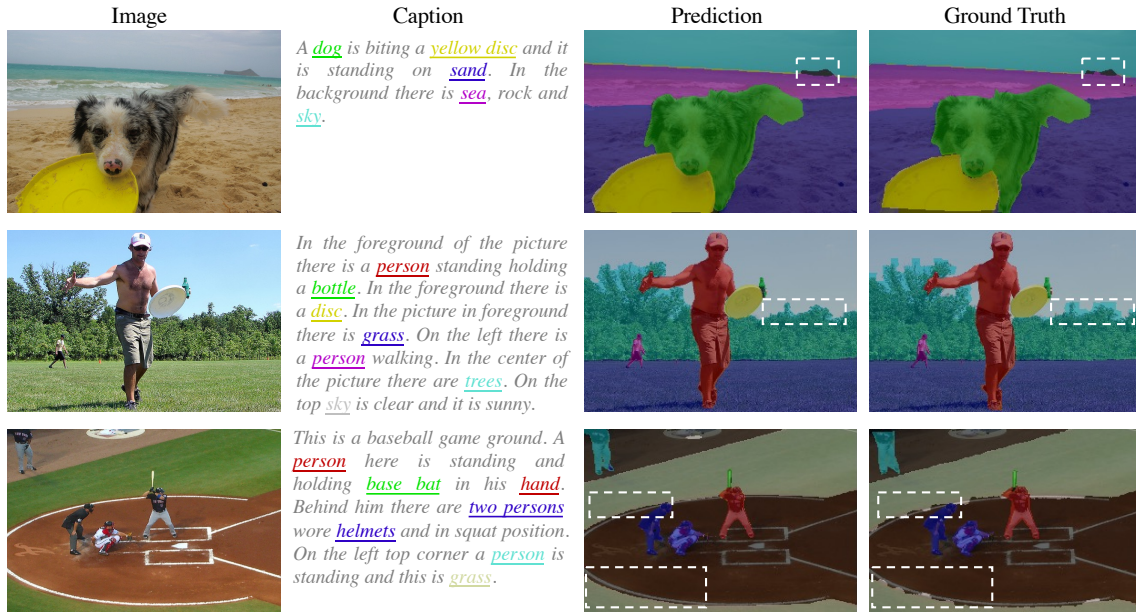 Image
Caption
Prediction
Ground Truth
A dog is biting a yellow disc and it
is standing on sand. In the
background there is sea, rock and
sky.
In the foreground of the picture
there is a person standing holding
a bottle. In the foreground there is
a disc. In the picture in foreground
there is grass. On the left there is
a person walking. In the center of
the picture there are trees. On the
top sky is clear and it is sunny.
This is a baseball game ground. A
person here is standing and
holding base bat in his hand.
Behind him there are two persons
wore helmets and in squat position.
On the left top corner a person is
standing and this is grass.